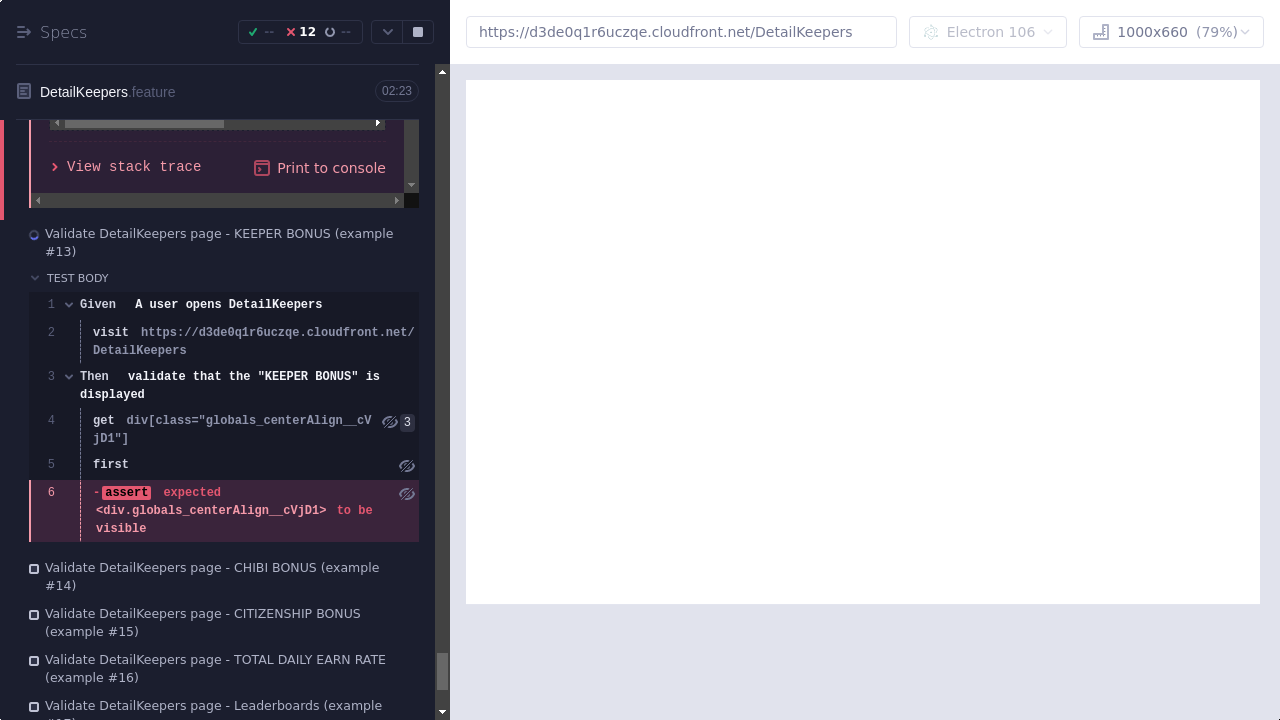 Specs
-- 12 --
DetailKeepers.feature
02:23
View stack trace
Print to console
Validate DetailKeepers page - KEEPER BONUS (example
#13)
TEST BODY
1 Given A user opens DetailKeepers
2 visit https://d3de0q1r6uczqe.cloudfront.net/
DetailKeepers
3 Then validate that the "KEEPER BONUS" is
displayed
4 get div[class="globals_centerAlign__cV
jD1"]
3
5 first
6 -assert expected
<div.globals_centerAlign__cVjD1> to be
visible
Validate DetailKeepers page - CHIBI BONUS (example
#14)
Validate DetailKeepers page - CITIZENSHIP BONUS
(example #15)
Validate DetailKeepers page - TOTAL DAILY EARN RATE
(example #16)
Validate DetailKeepers page - Leaderboards (example
https://d3de0q1r6uczqe.cloudfront.net/DetailKeepers
Electron 106
1000x660 (79%)